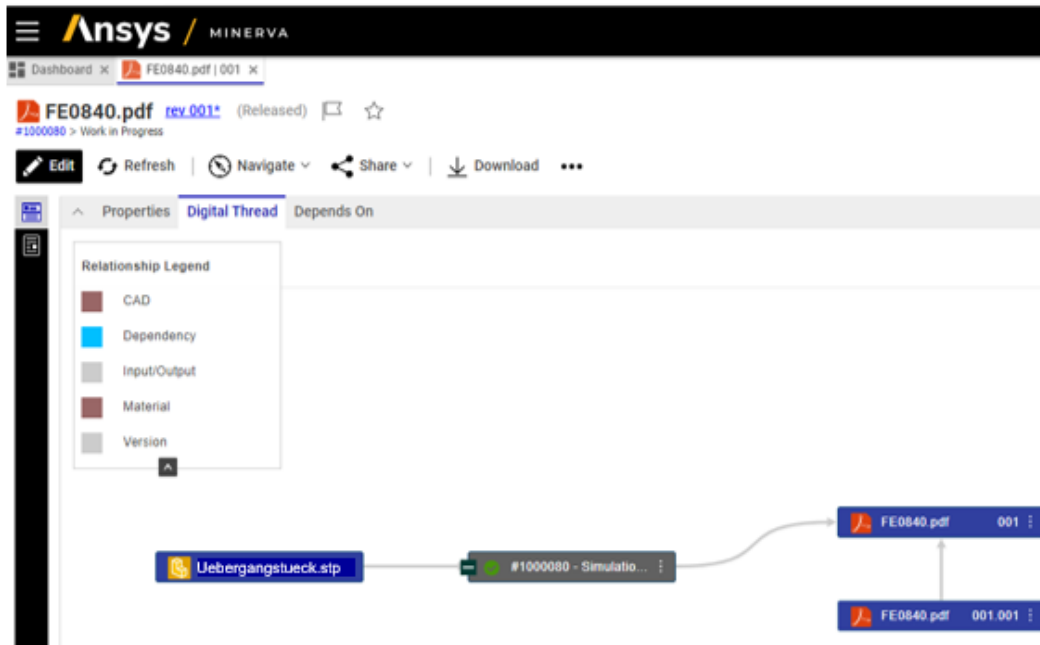 Ansys / MINERVA
Dashboard × FE0840.pdf | 001 ×
FE0840.pdf rev 001* (Released)
#1000080 > Work in Progress
Edit Refresh | Navigate Share | Download •••
Properties Digital Thread Depends On
Relationship Legend
CAD
Dependency
Input/Output
Material
Version
FE0840.pdf 001
Uebergangstueck.stp #1000080 - Simulatio...
FE0840.pdf 001.001